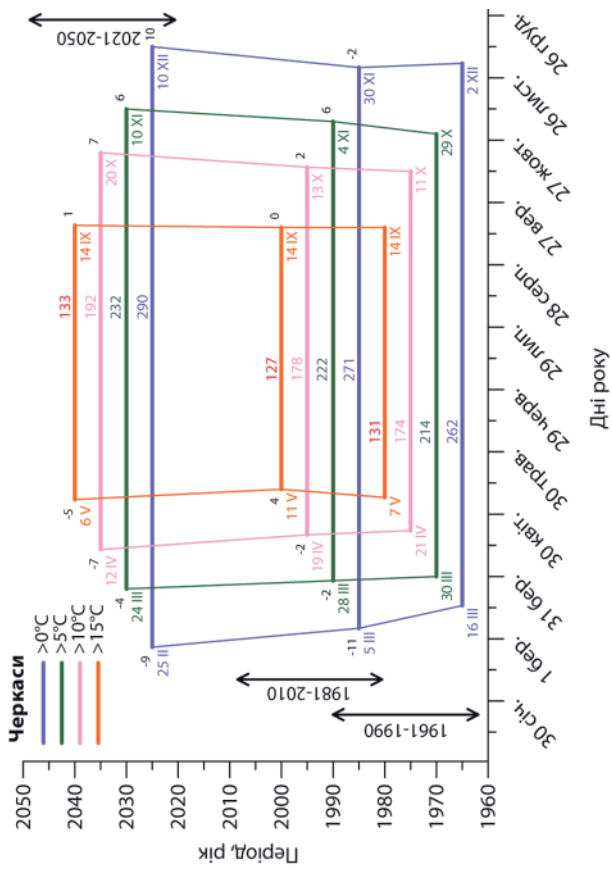 Черкаси
>0°C
>5°C
>10°C
>15°C
2021-2050
1981-2010
1961-1990
Період, рік
2050
2040
2030
2020
2010
2000
1990
1980
1970
1960
-5
6 V
133
1
14 IX
-7
12 IV
192
7
20 X
-4
24 III
232
6
10 XI
-9
25 II
290
10
10 XII
4
11 V
127
0
14 IX
-2
19 IV
178
2
13 X
-2
28 III
222
6
4 XI
-11
5 III
271
-2
30 XI
7 V
131
14 IX
21 IV
174
11 X
30 III
214
29 X
16 III
262
2 XII
30 січ.
1 бер.
31 бер.
30 квіт.
30 трав.
29 черв.
29 лип.
28 серп.
27 вер.
27 жовт.
26 лист.
26 груд.
Дні року